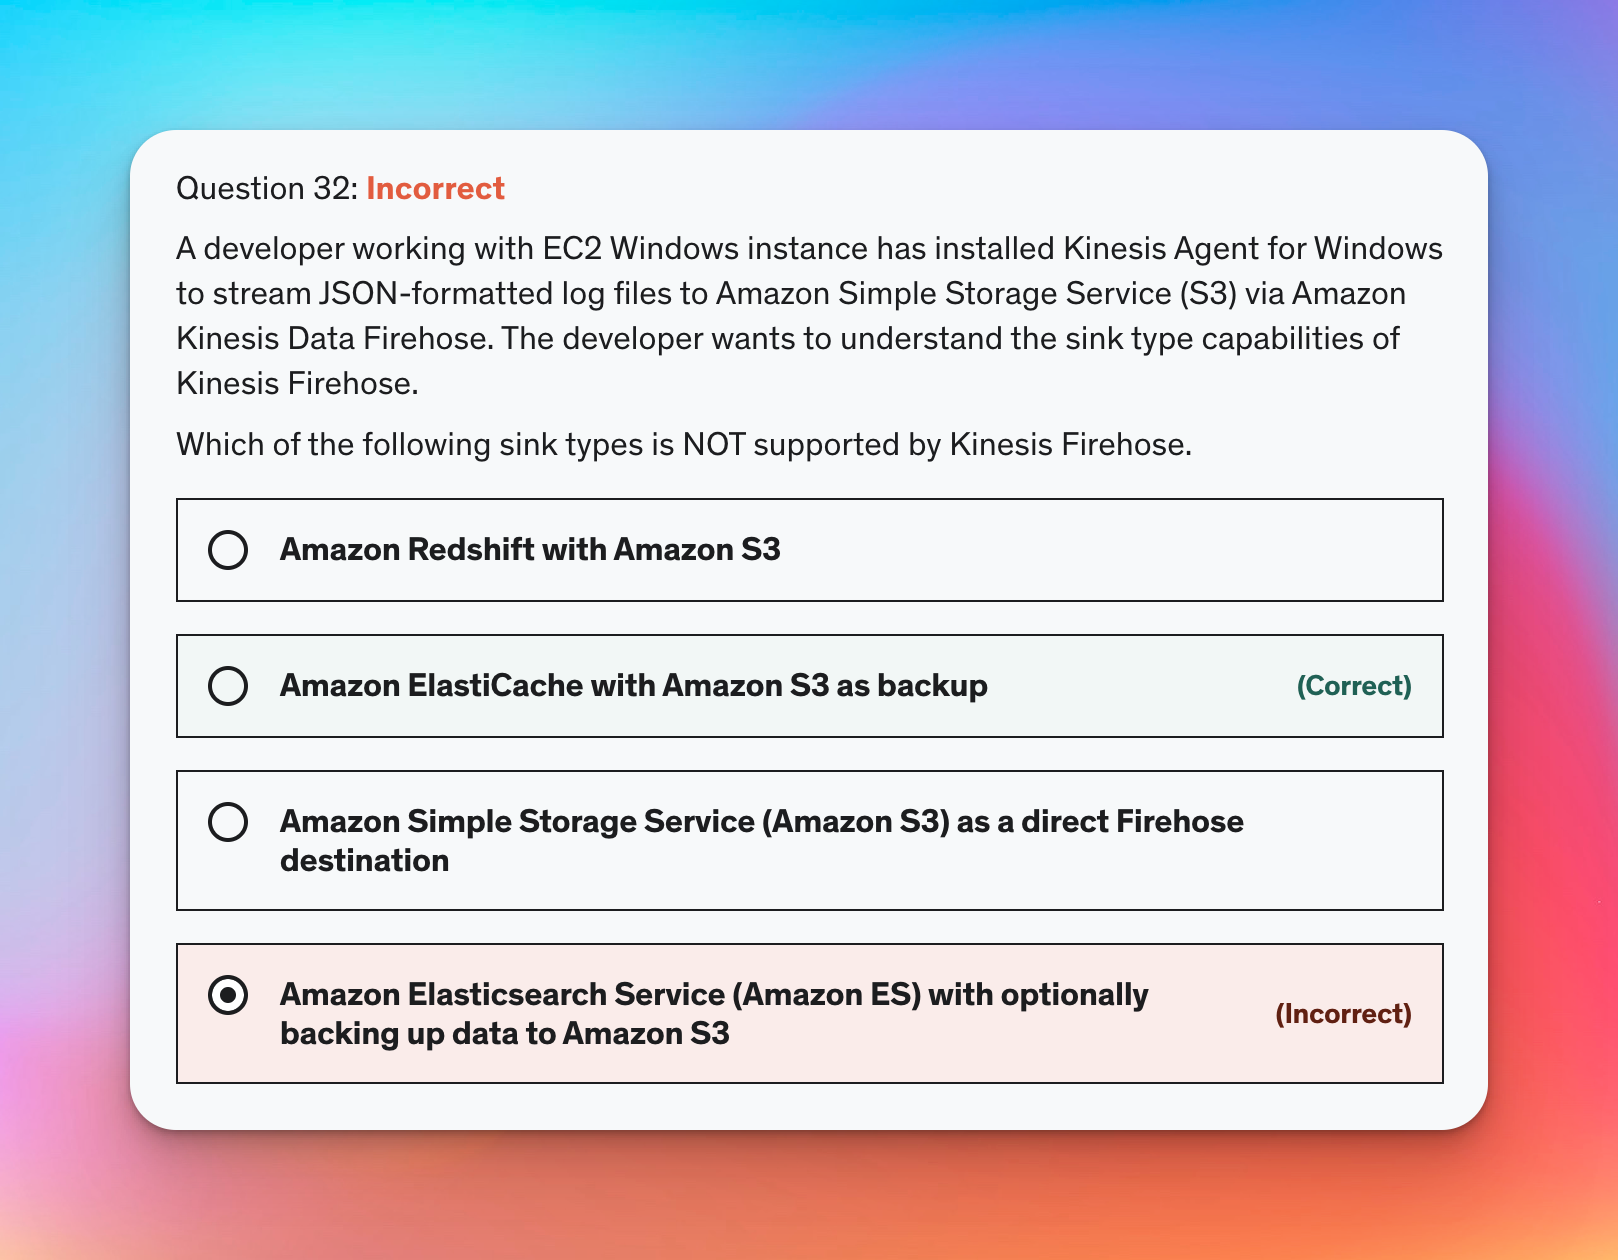 Question 32: Incorrect
A developer working with EC2 Windows instance has installed Kinesis Agent for Windows
to stream JSON-formatted log files to Amazon Simple Storage Service (S3) via Amazon
Kinesis Data Firehose. The developer wants to understand the sink type capabilities of
Kinesis Firehose.
Which of the following sink types is NOT supported by Kinesis Firehose.
Amazon Redshift with Amazon S3
Amazon ElastiCache with Amazon S3 as backup (Correct)
Amazon Simple Storage Service (Amazon S3) as a direct Firehose
destination
Amazon Elasticsearch Service (Amazon ES) with optionally
backing up data to Amazon S3
(Incorrect)